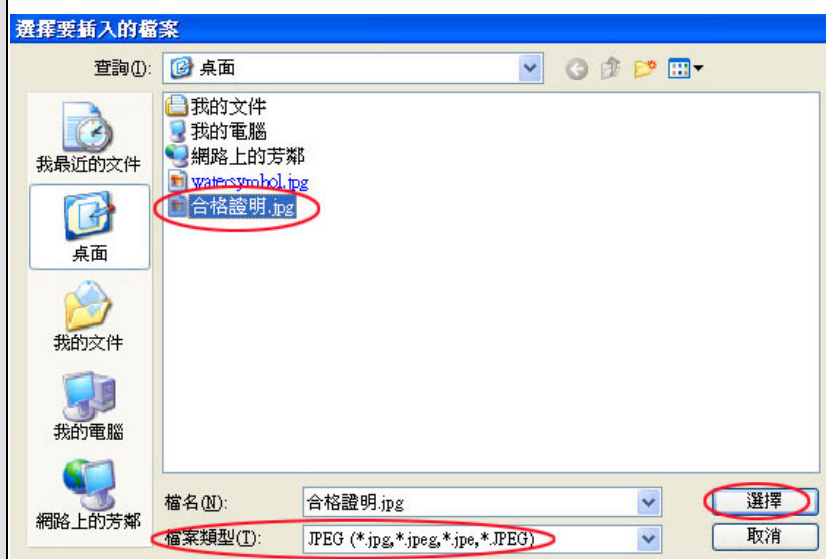 選擇要插入的檔案
查詢(I):
桌面
我的文件
我的電腦
網路上的芳鄰
watersymbol.jpg
合格證明.jpg
我最近的文件
桌面
我的文件
我的電腦
網路上的芳鄰
檔名(N):
合格證明.jpg
選擇
檔案類型(T):
JPEG (*.jpg,*.jpeg,*.jpe,*.JPEG)
取消